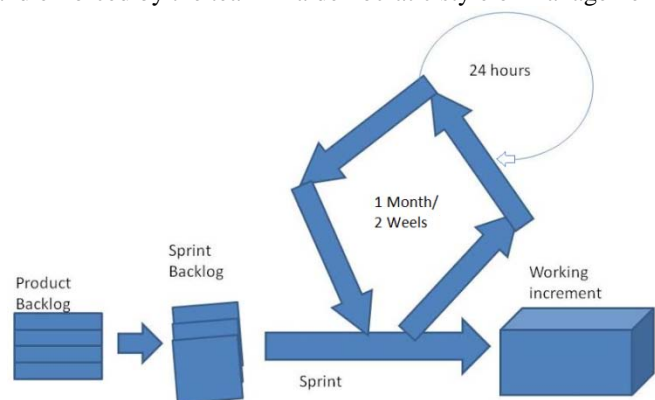 24 hours
1 Month/
2 Weels
Sprint
Backlog
Product
Backlog
Working
increment
Sprint